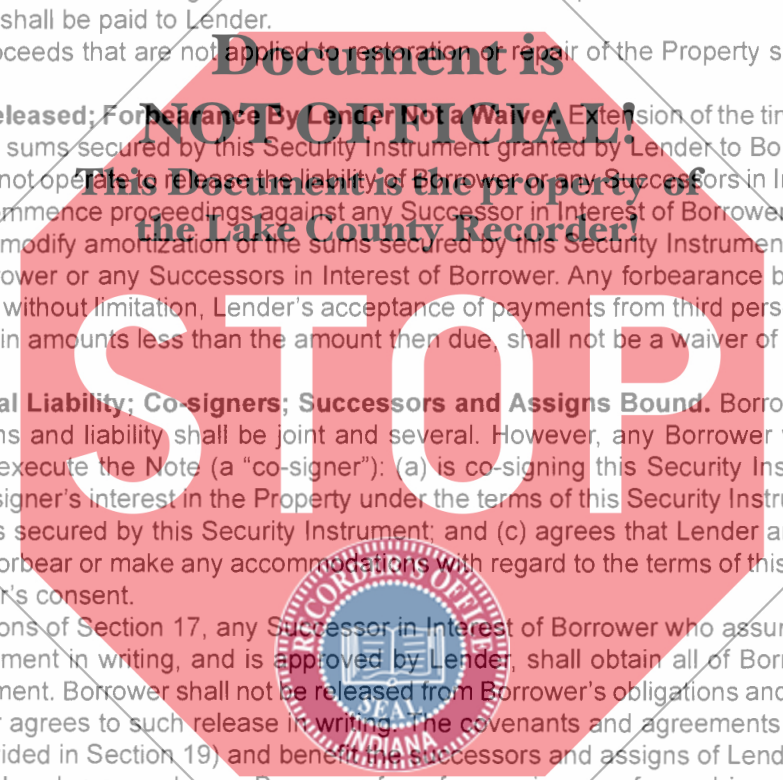 shall be paid to Lender.
oceeds that are not applied to restoration or repair of the Property s
Document is
eleased; Forbearance By Lender Not a Waiver. Extension of the tim
NOT OFFICIAL!
sums secured by this Security Instrument granted by Lender to Bo
not operate to release the liability of Borrower or any Successors in In
This Document is the property of
ommence proceedings against any Successor in Interest of Borrower
the Lake County Recorder!
modify amortization of the sums secured by this Security Instrumen
ower or any Successors in Interest of Borrower. Any forbearance b
without limitation, Lender's acceptance of payments from third pers
in amounts less than the amount then due, shall not be a waiver of
STOP
al Liability; Co-signers; Successors and Assigns Bound. Borro
ns and liability shall be joint and several. However, any Borrower
execute the Note (a “co-signer”): (a) is co-signing this Security Ins
signer's interest in the Property under the terms of this Security Instru
s secured by this Security Instrument; and (c) agrees that Lender a
orbear or make any accommodations with regard to the terms of this
r's consent.
RECORDER'S OFFICE
ons of Section 17, any Successor in Interest of Borrower who assu
ment in writing, and is approved by Lender, shall obtain all of Borr
ment. Borrower shall not be released from Borrower's obligations and
SEAL
r agrees to such release in writing. The covenants and agreements
INDIANA
vided in Section 19) and benefit the successors and assigns of Lend